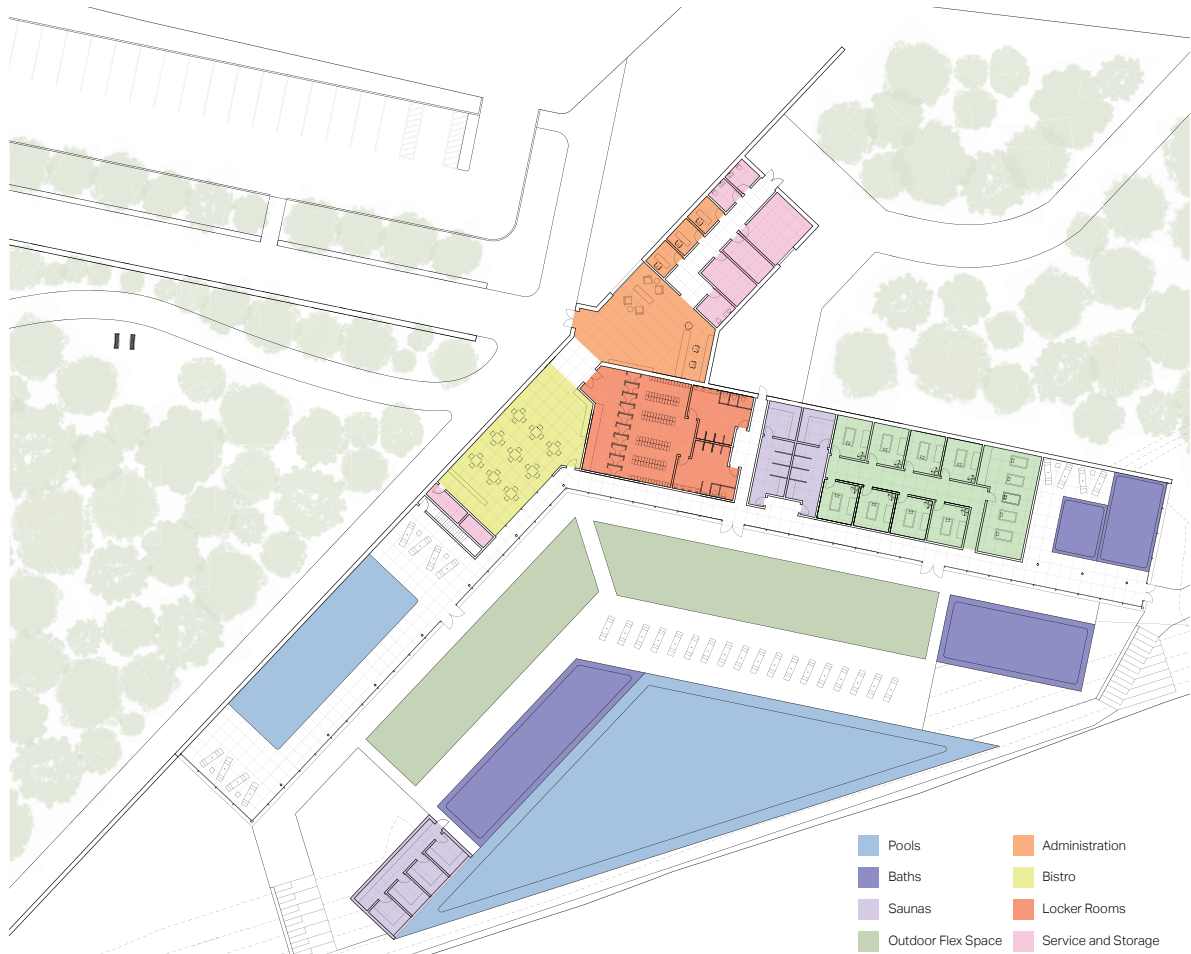 Pools
Baths
Saunas
Outdoor Flex Space
Administration
Bistro
Locker Rooms
Service and Storage